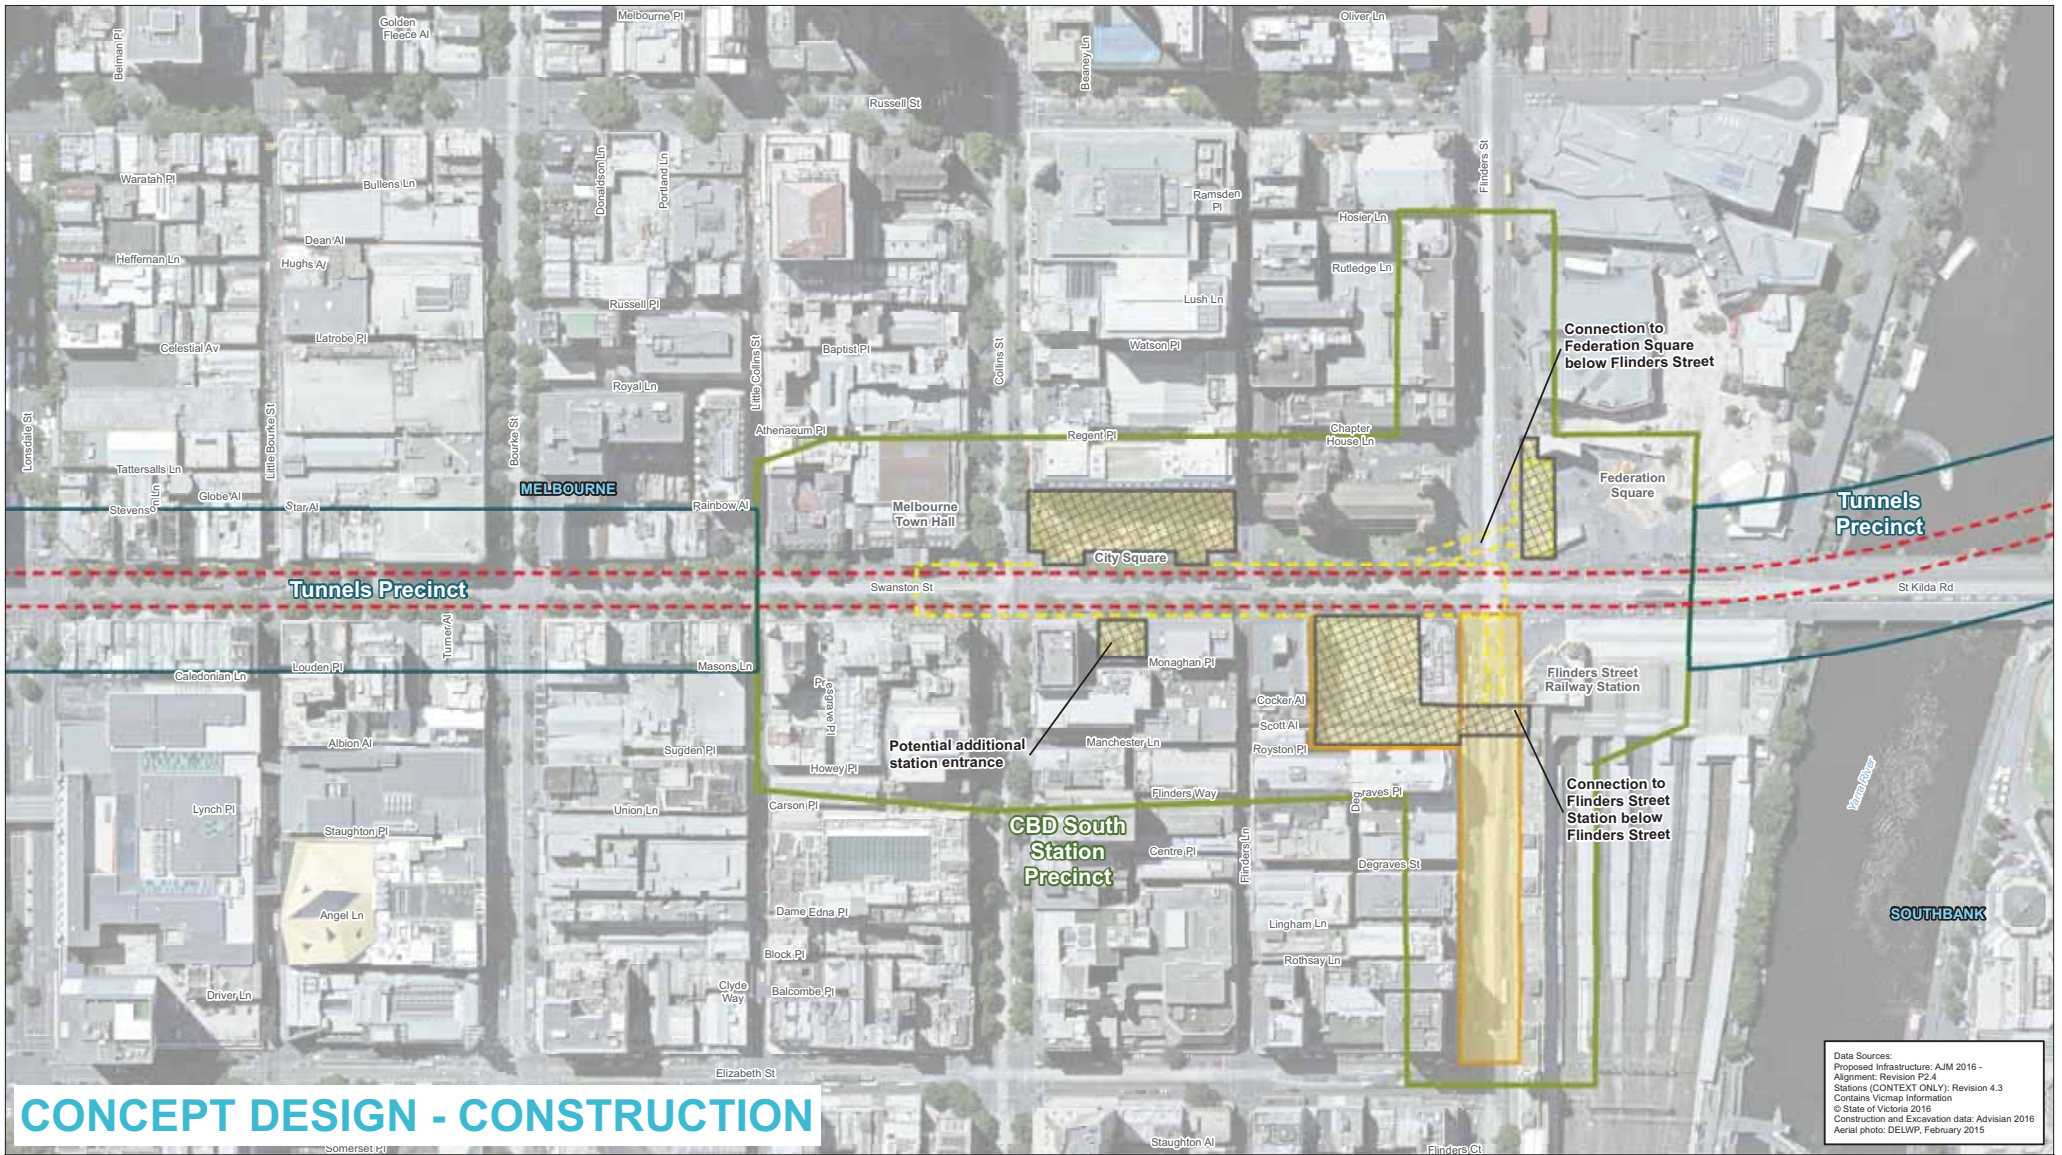 Golden
Fleece Al
Melbourne Pl
Oliver Ln
Belman Pl
Beaney Ln
Russell St
Waratah Pl
Bullens Ln
Donaldson Ln
Portland Ln
Ramsden
Pl
Flinders St
Hosier Ln
Dean Al
Heffernan Ln
Hughs Al
Rutledge Ln
Russell Pl
Lush Ln
Connection to
Federation Square
below Flinders Street
Latrobe Pl
Celestial Av
Baptist Pl
Watson Pl
Little Collins St
Collins St
Royal Ln
Lonsdale St
Little Bourke St
Bourke St
Athenaeum Pl
Regent Pl
Chapter
House Ln
Tattersalls Ln
Globe Al
Stevenson Ln
Star Al
MELBOURNE
Rainbow Al
Melbourne
Town Hall
Federation
Square
Tunnels
Precinct
City Square
Tunnels Precinct
Swanston St
St Kilda Rd
Turner Al
Caledonian Ln
Louden Pl
Masons Ln
Monaghan Pl
Flinders Street
Railway Station
Presgrave Pl
Cocker Al
Scott Al
Albion Al
Sugden Pl
Potential additional
station entrance
Manchester Ln
Royston Pl
Howey Pl
Connection to
Flinders Street
Station below
Flinders Street
Yarra River
Lynch Pl
Union Ln
Carson Pl
Flinders Way
Degraves Pl
Staughton Pl
CBD South
Station
Precinct
Centre Pl
Flinders Ln
Degraves St
Angel Ln
Dame Edna Pl
Lingham Ln
SOUTHBANK
Block Pl
Rothsay Ln
Driver Ln
Clyde
Way
Balcombe Pl
Elizabeth St
CONCEPT DESIGN - CONSTRUCTION
Somerset Pl
Staughton Al
Flinders Ct
Data Sources:
Proposed Infrastructure: AJM 2016 -
Alignment: Revision P2.4
Stations (CONTEXT ONLY): Revision 4.3
Contains Vicmap Information
© State of Victoria 2016
Construction and Excavation data: Advisian 2016
Aerial photo: DELWP, February 2015